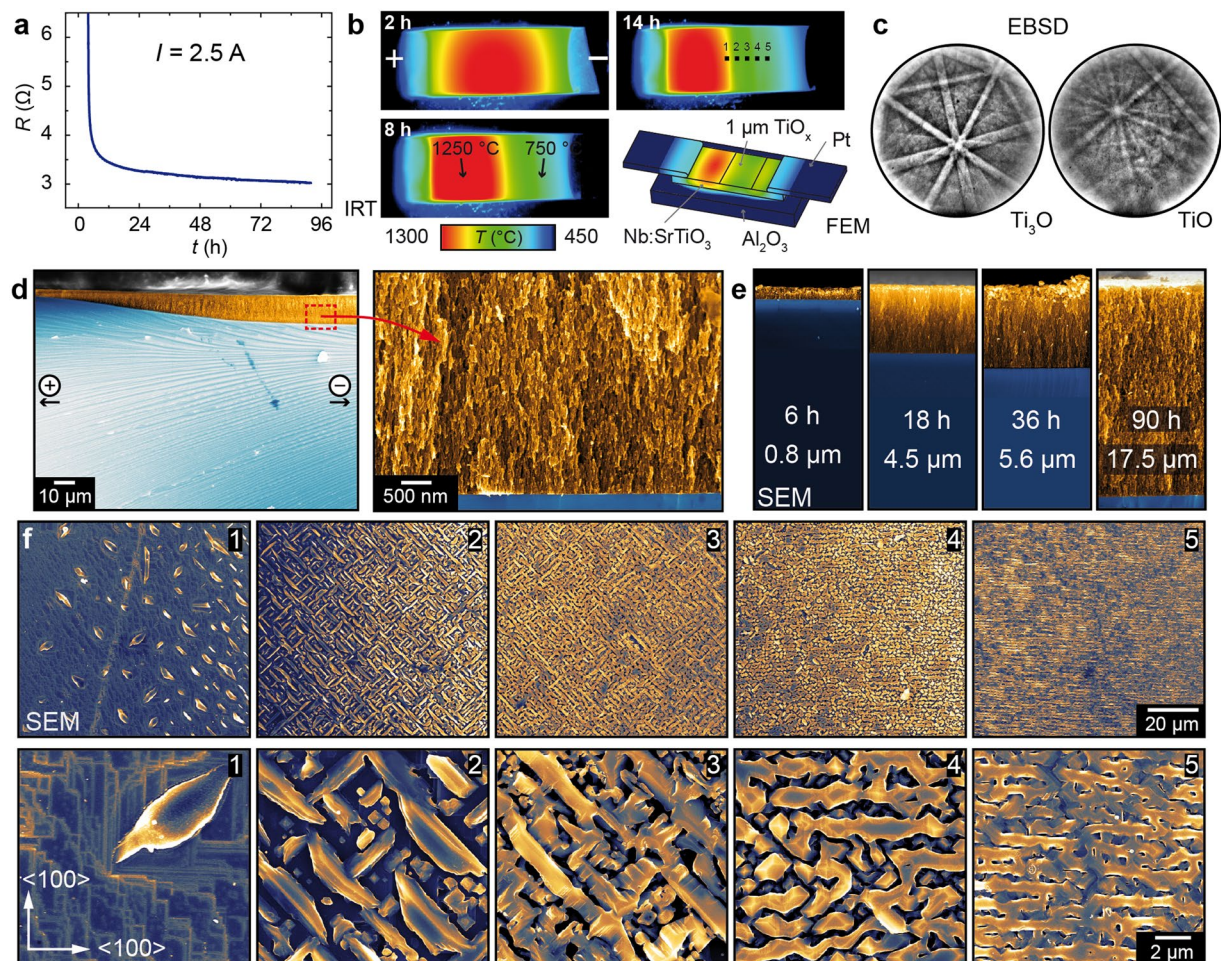 a
I = 2.5 A
R (Ω)
6
5
4
3
0 24 48 72 96
t (h)
b
2 h
+
−
14 h
1 2 3 4 5
8 h
1250 °C
750 °
IRT
1300 T (°C) 450
1 µm TiOx
Pt
Nb:SrTiO3
Al2O3
FEM
c
EBSD
Ti3O
TiO
d
+
−
10 µm
500 nm
e
6 h
0.8 µm
SEM
18 h
4.5 µm
36 h
5.6 µm
90 h
17.5 µm
f
1
2
3
4
5
SEM
20 µm
1
2
3
4
5
<100>
<100>
2 µm